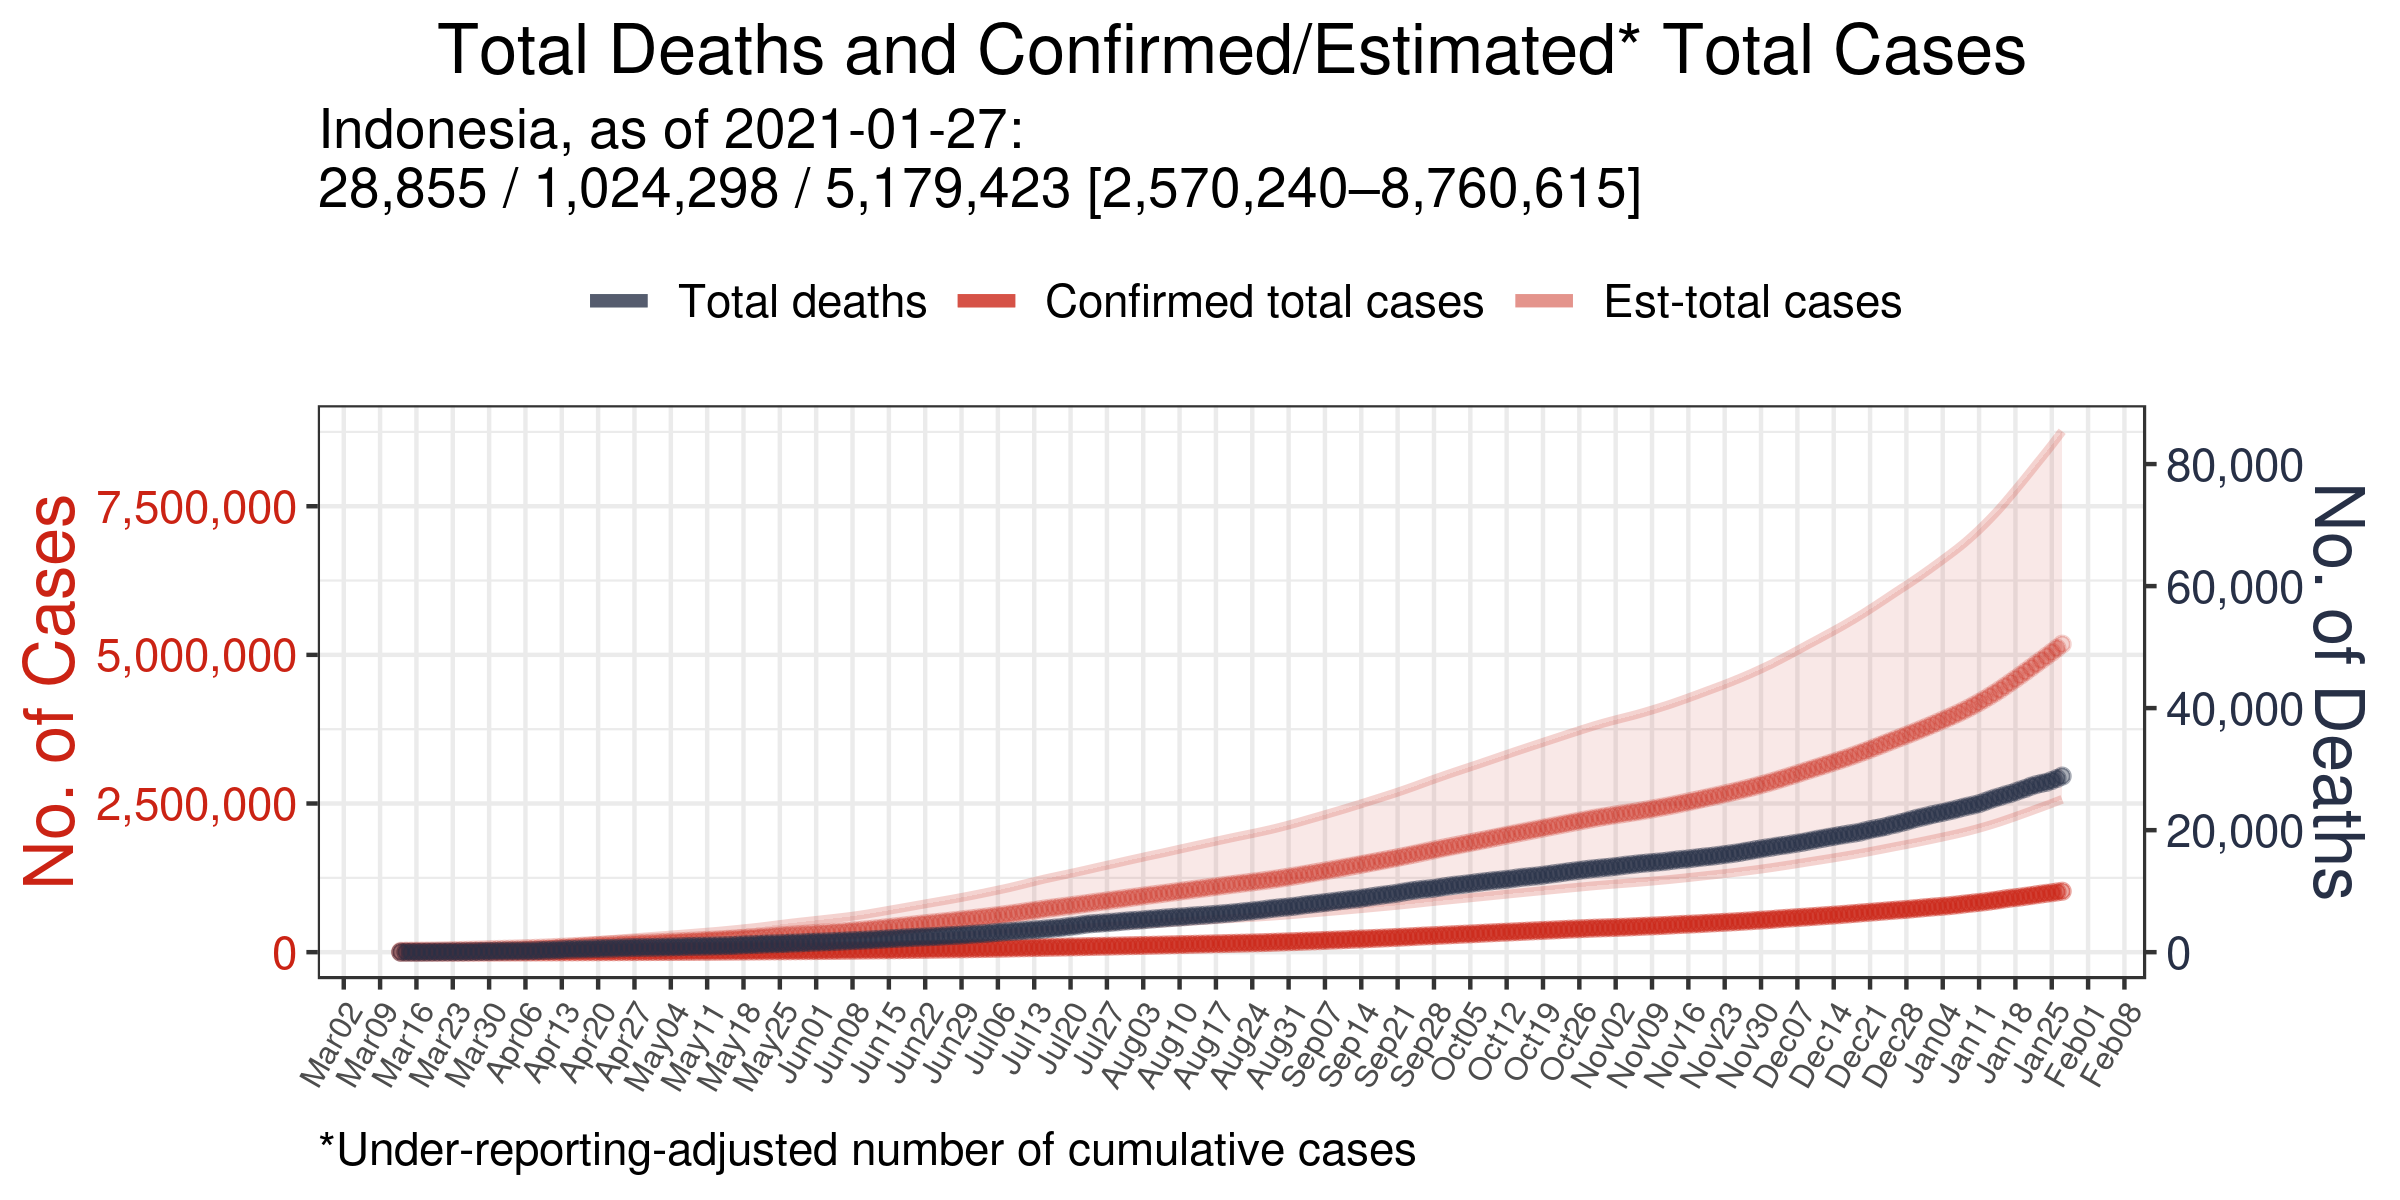 Total Deaths and Confirmed/Estimated* Total Cases
Indonesia, as of 2021-01-27:
28,855 / 1,024,298 / 5,179,423 [2,570,240–8,760,615]
Total deaths
Confirmed total cases
Est-total cases
No. of Cases
7,500,000
5,000,000
2,500,000
0
80,000
60,000
40,000
20,000
0
No. of Deaths
Mar02
Mar09
Mar16
Mar23
Mar30
Apr06
Apr13
Apr20
Apr27
May04
May11
May18
May25
Jun01
Jun08
Jun15
Jun22
Jun29
Jul06
Jul13
Jul20
Jul27
Aug03
Aug10
Aug17
Aug24
Aug31
Sep07
Sep14
Sep21
Sep28
Oct05
Oct12
Oct19
Oct26
Nov02
Nov09
Nov16
Nov23
Nov30
Dec07
Dec14
Dec21
Dec28
Jan04
Jan11
Jan18
Jan25
Feb01
Feb08
*Under-reporting-adjusted number of cumulative cases